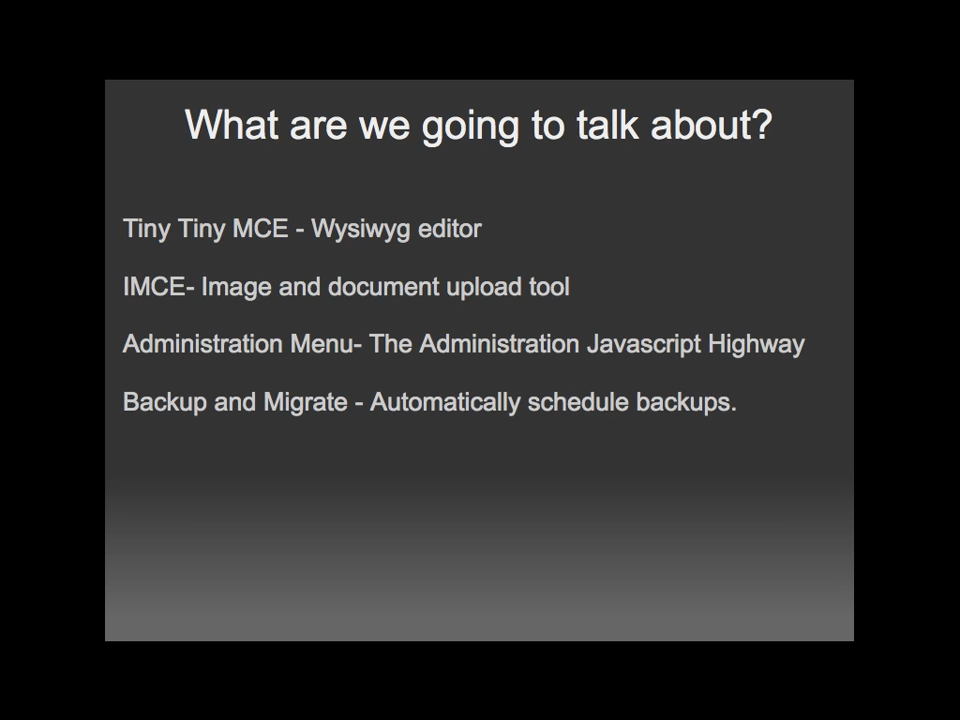 What are we going to talk about?
Tiny Tiny MCE - Wysiwyg editor
IMCE- Image and document upload tool
Administration Menu- The Administration Javascript Highway
Backup and Migrate - Automatically schedule backups.